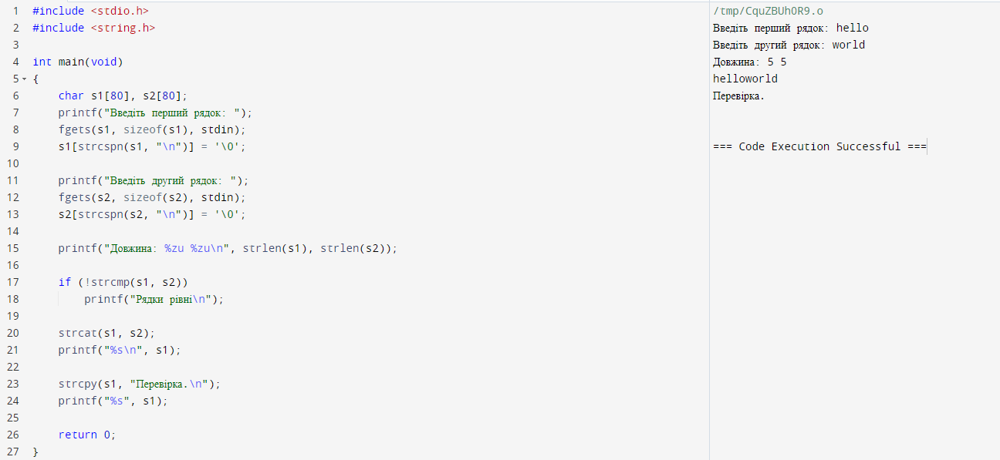 1 #include <stdio.h>
2 #include <string.h>
3
4 int main(void)
5 {
6 char s1[80], s2[80];
7 printf("Введіть перший рядок: ");
8 fgets(s1, sizeof(s1), stdin);
9 s1[strcspn(s1, "\n")] = '\0';
10
11 printf("Введіть другий рядок: ");
12 fgets(s2, sizeof(s2), stdin);
13 s2[strcspn(s2, "\n")] = '\0';
14
15 printf("Довжина: %zu %zu\n", strlen(s1), strlen(s2));
16
17 if (!strcmp(s1, s2))
18 printf("Рядки рівні\n");
19
20 strcat(s1, s2);
21 printf("%s\n", s1);
22
23 strcpy(s1, "Перевірка.\n");
24 printf("%s", s1);
25
26 return 0;
27 }
/tmp/CquZBUh0R9.o
Введіть перший рядок: hello
Введіть другий рядок: world
Довжина: 5 5
helloworld
Перевірка.
=== Code Execution Successful ===